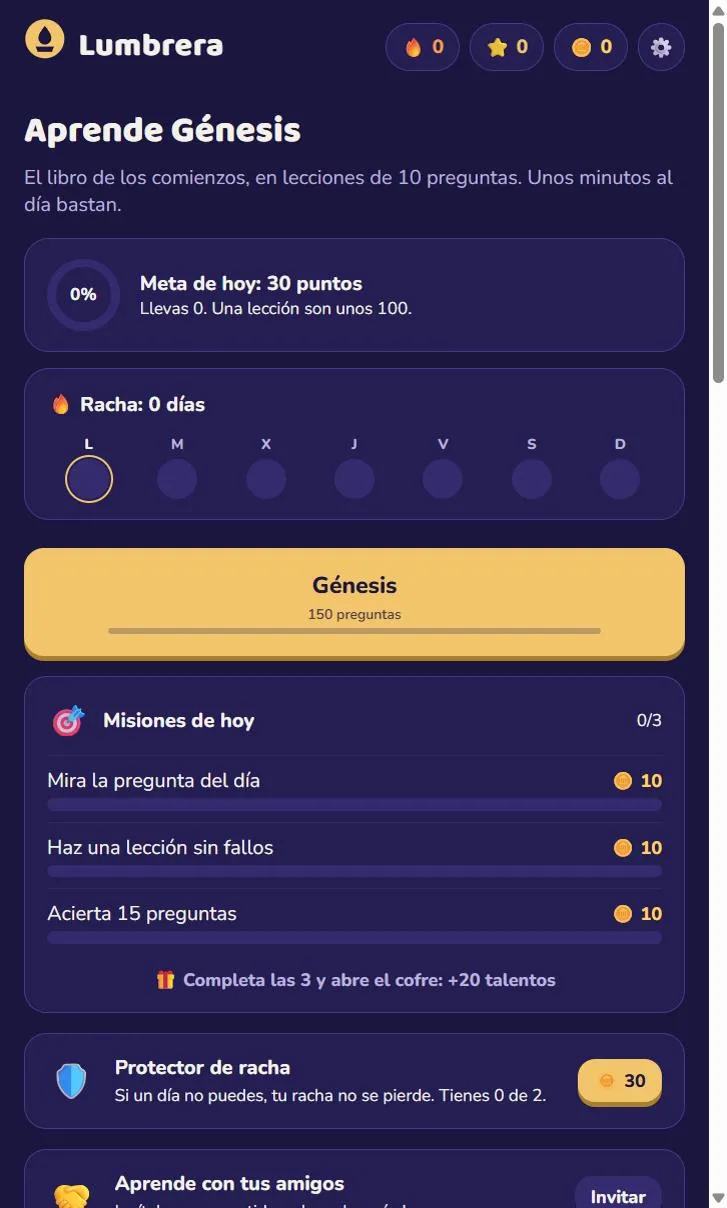 Lumbrera
0
0
0
Aprende Génesis
El libro de los comienzos, en lecciones de 10 preguntas. Unos minutos al
día bastan.
0%
Meta de hoy: 30 puntos
Llevas 0. Una lección son unos 100.
Racha: 0 días
L M X J V S D
Génesis
150 preguntas
Misiones de hoy
0/3
Mira la pregunta del día
10
Haz una lección sin fallos
10
Acierta 15 preguntas
10
Completa las 3 y abre el cofre: +20 talentos
Protector de racha
Si un día no puedes, tu racha no se pierde. Tienes 0 de 2.
30
Aprende con tus amigos
Invitar